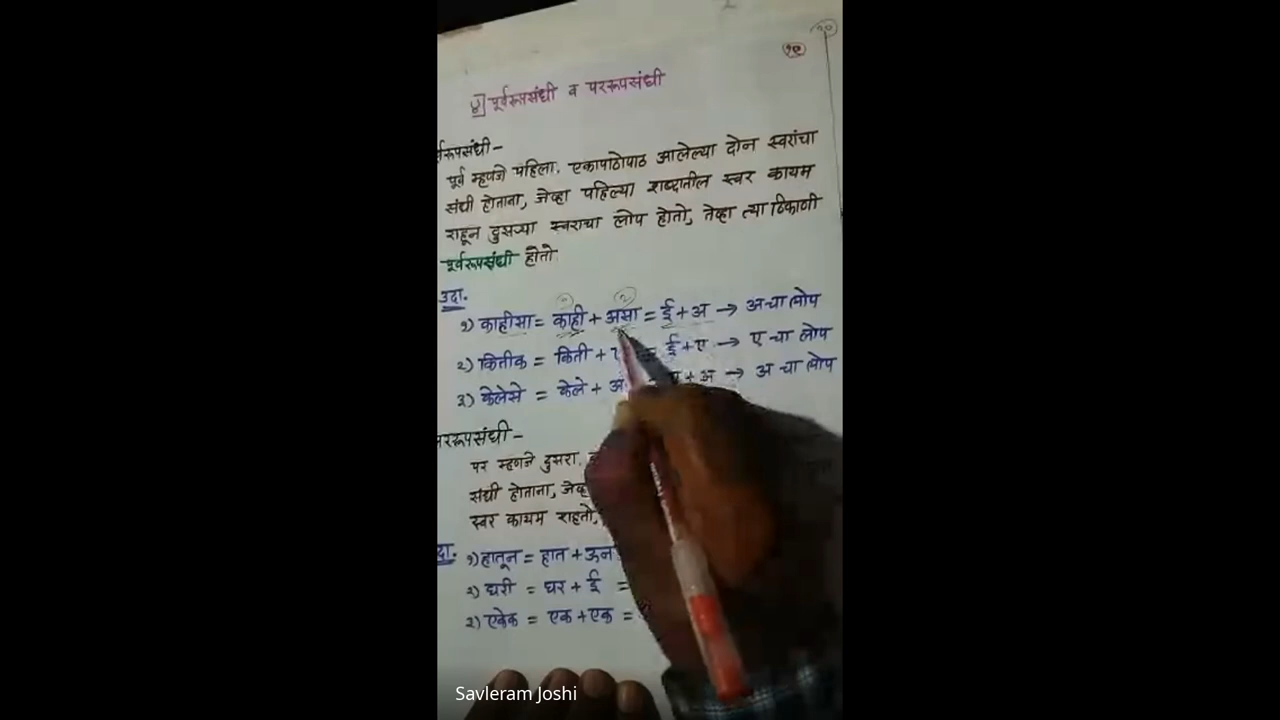 १०
१९
४] पूर्वरूपसंधी व पररूपसंधी
र्वरूपसंधी-
पूर्व म्हणजे पहिला. एकापाठोपाठ आलेल्या दोन स्वरांचा
संधी होताना, जेव्हा पहिल्या शब्दातील स्वर कायम
राहून दुसऱ्या स्वराचा लोप होतो, तेव्हा त्या ठिकाणी
पूर्वरूपसंधी होतो.
उदा.
१) काहीसा = काही + असा = ई + अ → अ चा लोप
२) कितीक = किती + ए = ई + ए → ए चा लोप
३) केलेसे = केले + अ + अ → अ चा लोप
पररूपसंधी-
पर म्हणजे दुसरा.
संधी होताना,
स्वर कायम राहतो,
दा. १) हातून = हात + ऊन
२) घरी = घर + ई =
३) एकेक = एक + एक =
Savleram Joshi